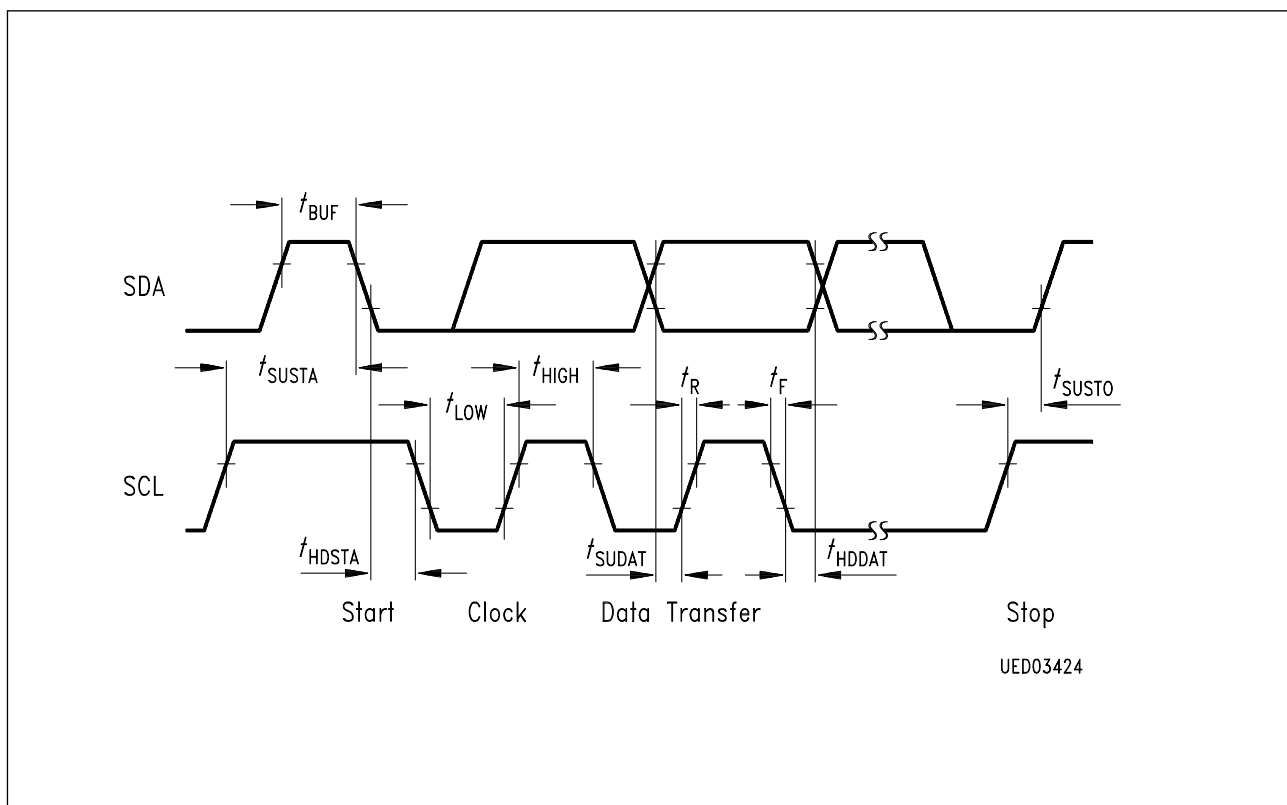 tBUF
SDA
tSUSTA
tHIGH
tLOW
tR
tF
tSUSTO
SCL
tHDSTA
tSUDAT
tHDDAT
Start
Clock
Data Transfer
Stop
UED03424